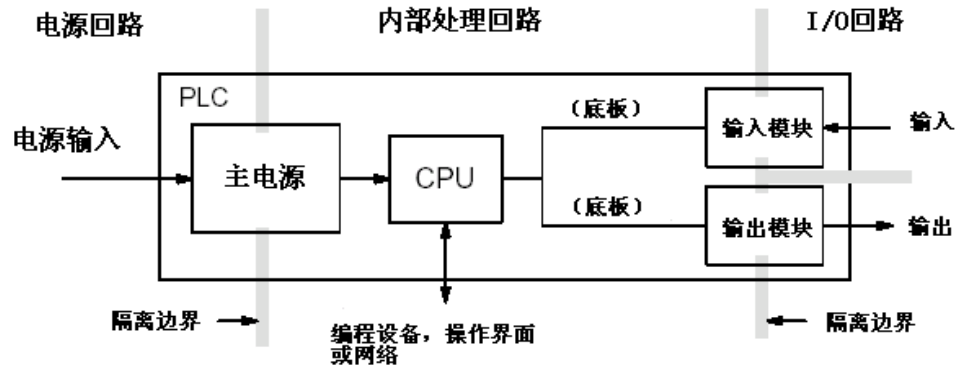 电源回路
内部处理回路
I/O回路
PLC
电源输入
主电源
CPU
（底板）
（底板）
输入模块
输入
输出模块
输出
隔离边界
编程设备，操作界面
或网络
隔离边界